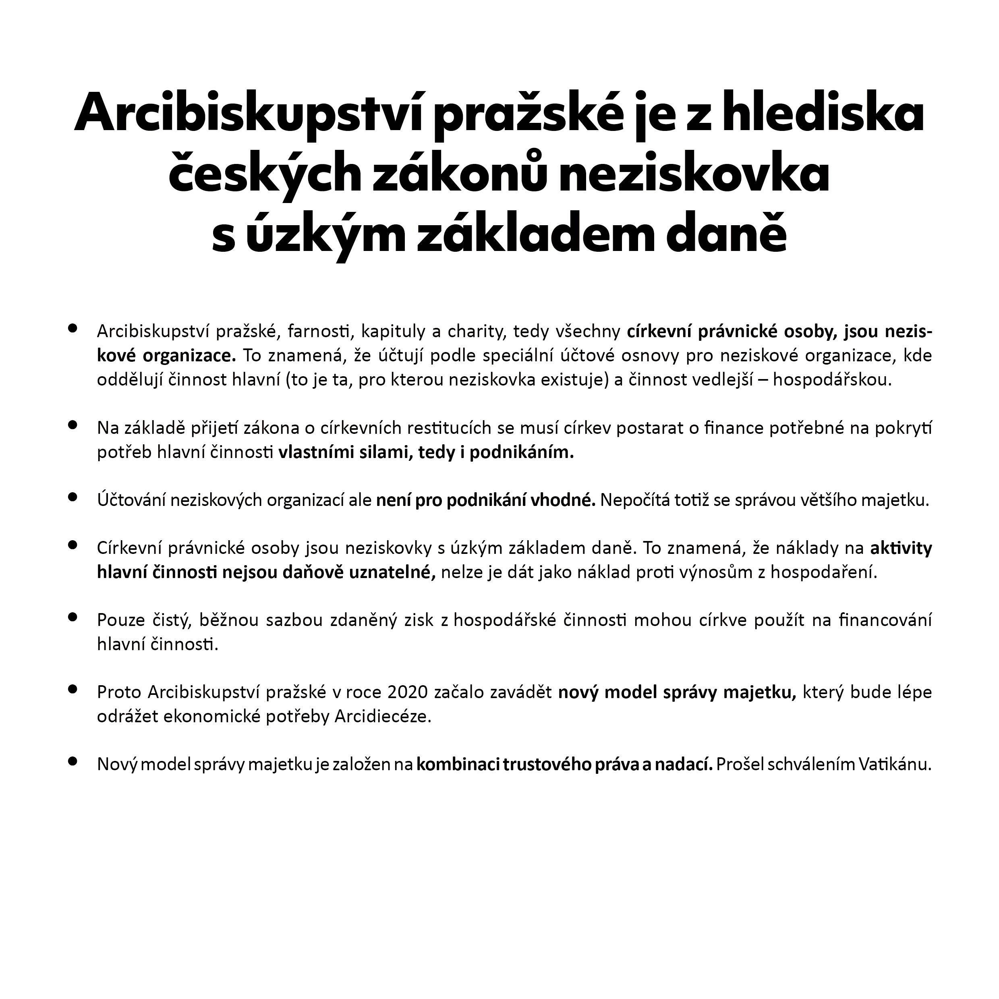 Arcibiskupství pražské je z hlediska
českých zákonů neziskovka
s úzkým základem daně
• Arcibiskupství pražské, farnosti, kapituly a charity, tedy všechny církevní právnické osoby, jsou nezis-
kové organizace. To znamená, že účtují podle speciální účtové osnovy pro neziskové organizace, kde
oddělují činnost hlavní (to je ta, pro kterou neziskovka existuje) a činnost vedlejší – hospodářskou.
• Na základě přijetí zákona o církevních restitucích se musí církev postarat o finance potřebné na pokrytí
potřeb hlavní činnosti vlastními silami, tedy i podnikáním.
• Účtování neziskových organizací ale není pro podnikání vhodné. Nepočítá totiž se správou většího majetku.
• Církevní právnické osoby jsou neziskovky s úzkým základem daně. To znamená, že náklady na aktivity
hlavní činnosti nejsou daňově uznatelné, nelze je dát jako náklad proti výnosům z hospodaření.
• Pouze čistý, běžnou sazbou zdaněný zisk z hospodářské činnosti mohou církve použít na financování
hlavní činnosti.
• Proto Arcibiskupství pražské v roce 2020 začalo zavádět nový model správy majetku, který bude lépe
odrážet ekonomické potřeby Arcidiecéze.
• Nový model správy majetku je založen na kombinaci trustového práva a nadací. Prošel schválením Vatikánu.